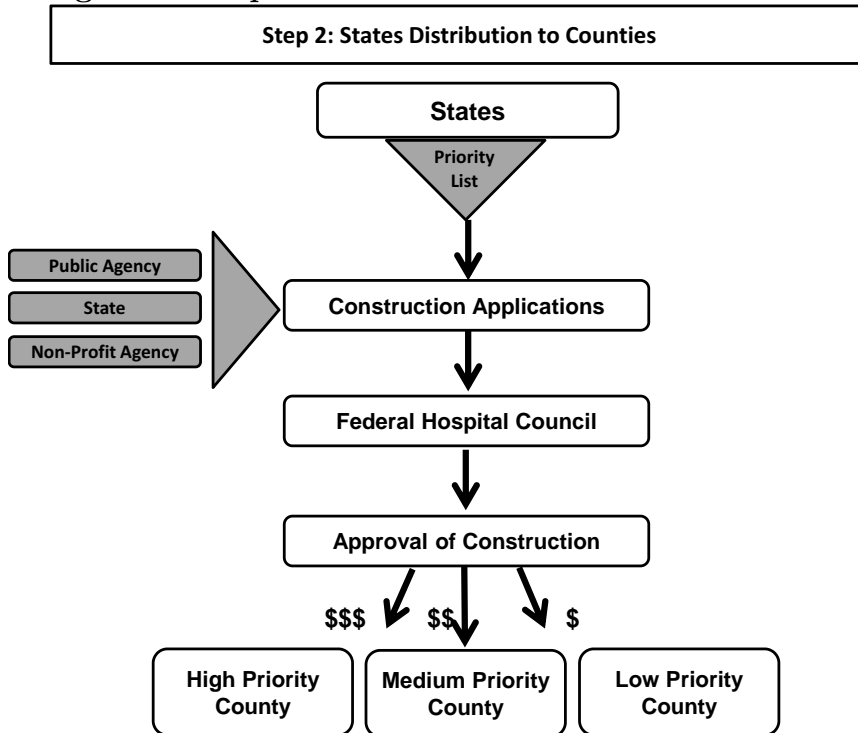 Step 2: States Distribution to Counties
States
Priority
List
Public Agency
State
Non-Profit Agency
Construction Applications
Federal Hospital Council
Approval of Construction
$$$
$$
$
High Priority
County
Medium Priority
County
Low Priority
County